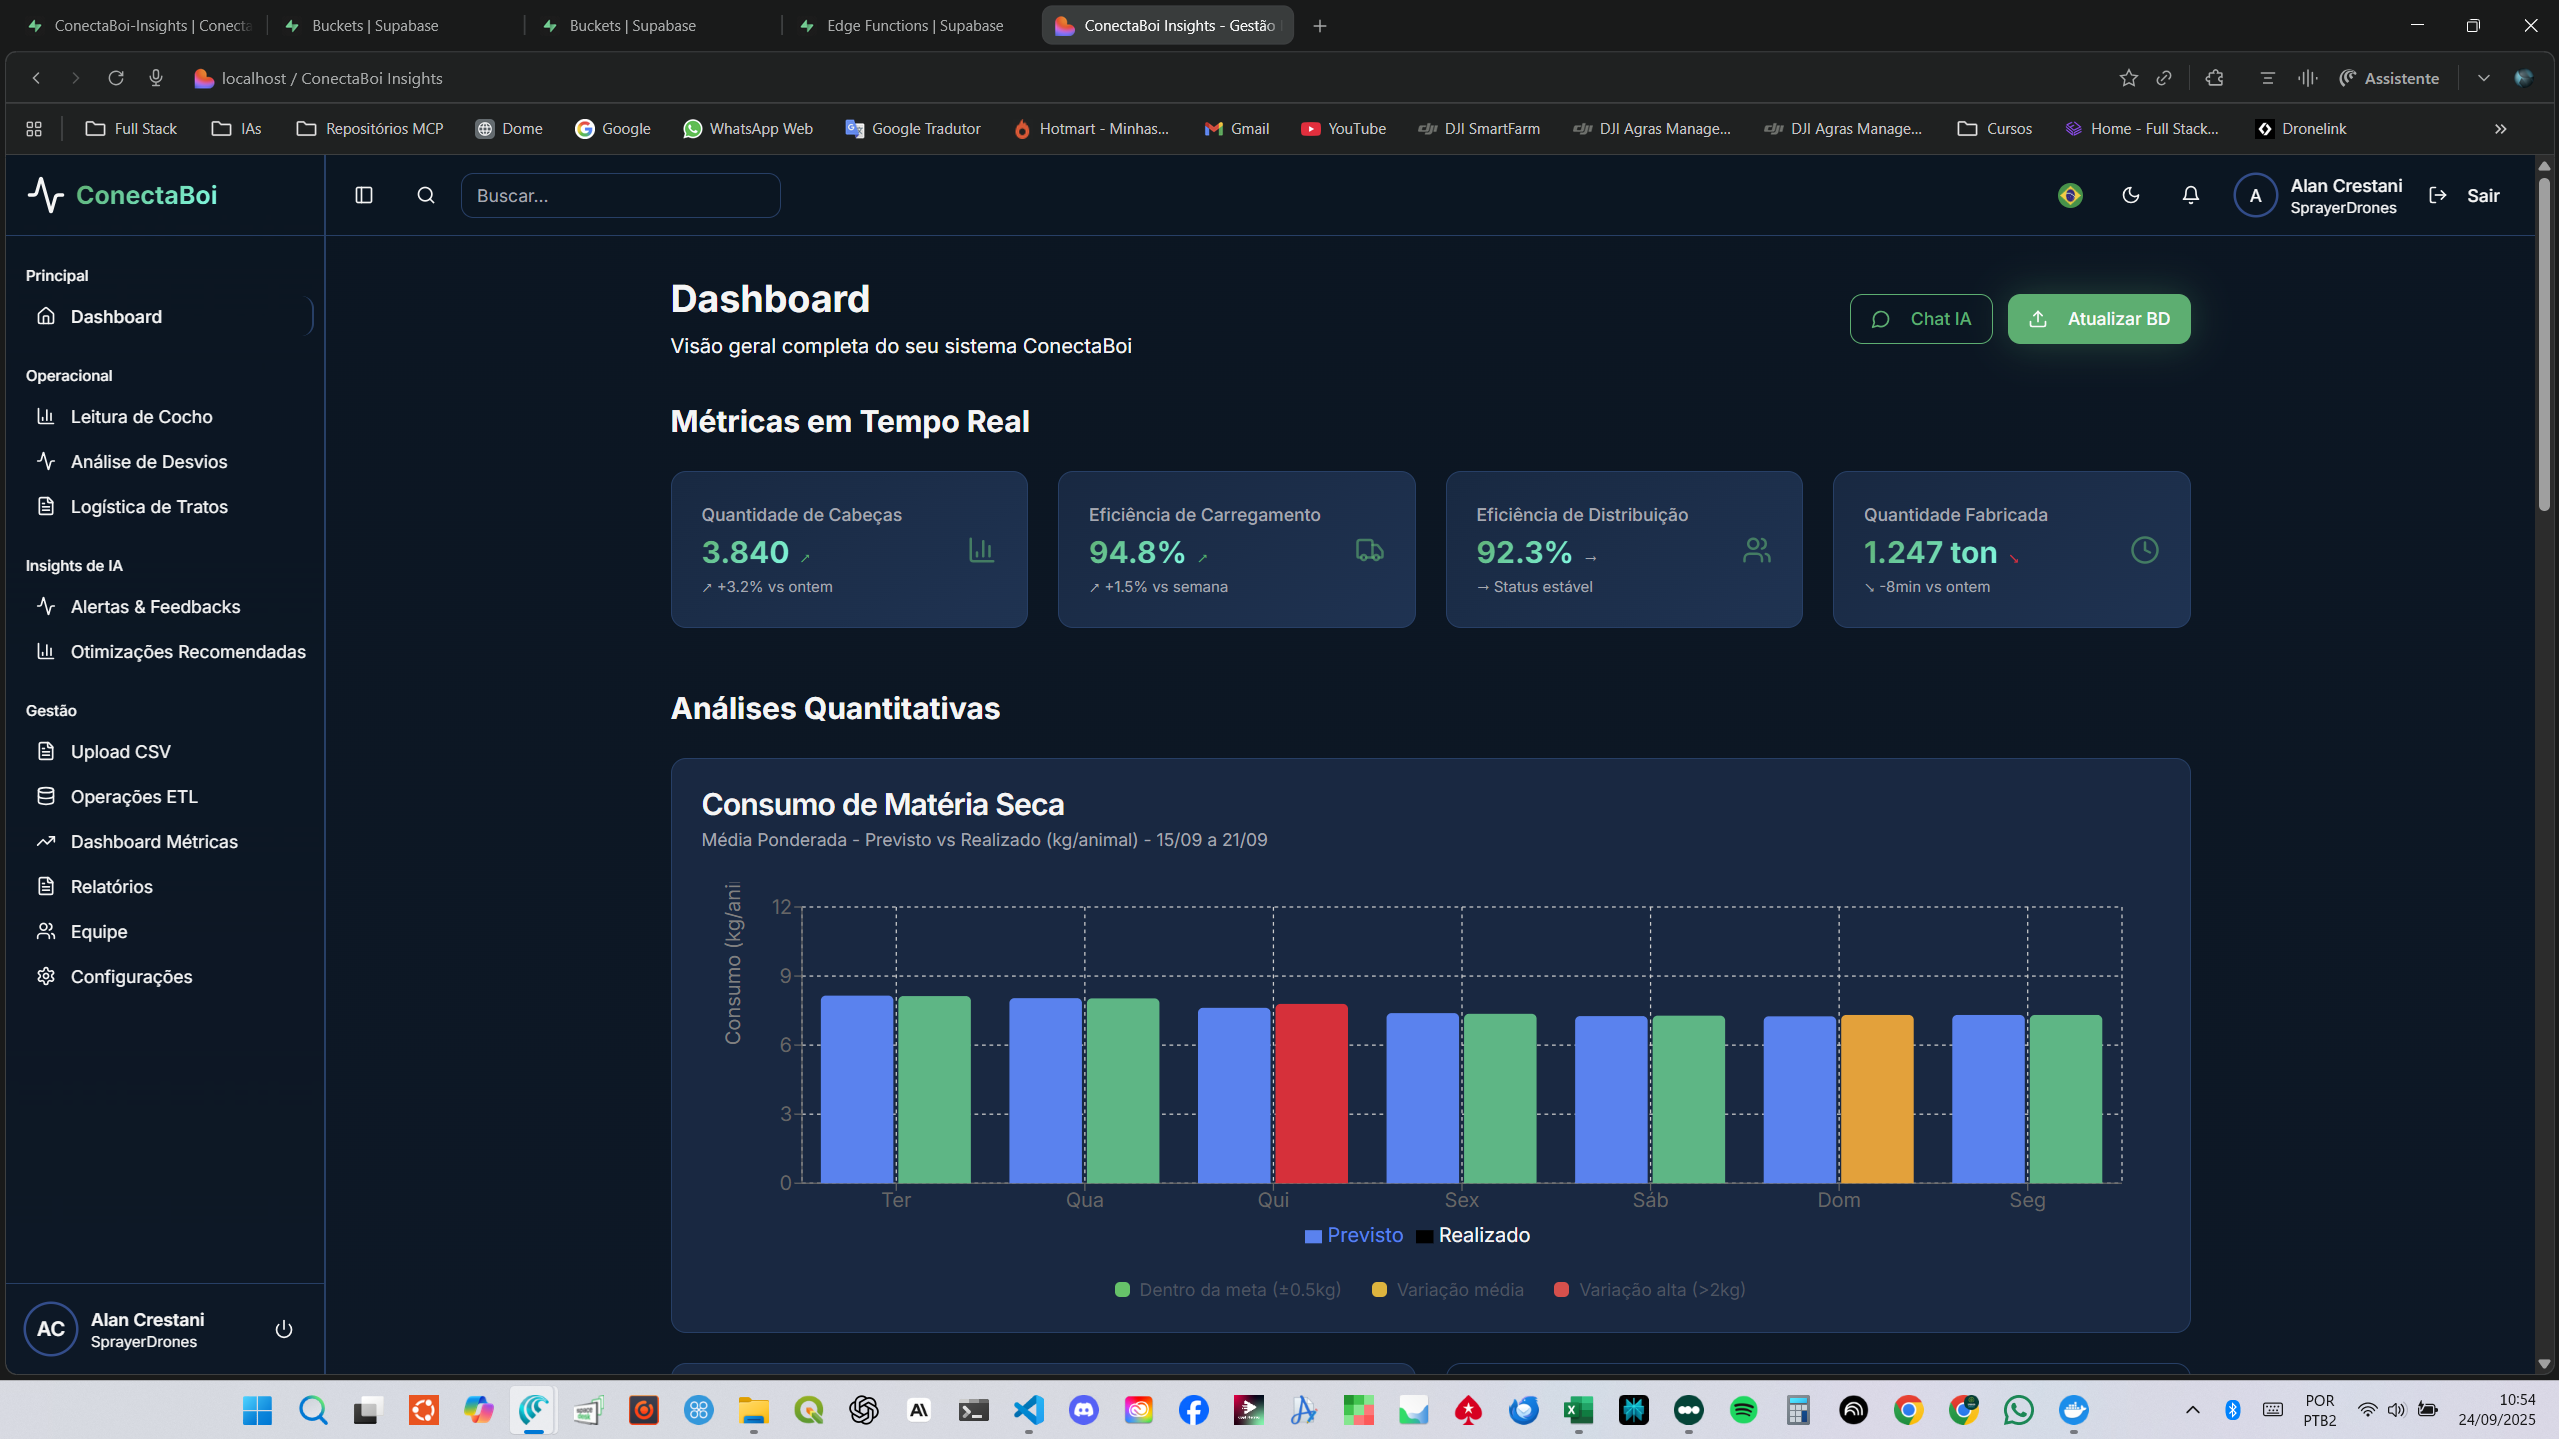 ConectaBoi-Insights | Conecta
Buckets | Supabase
Buckets | Supabase
Edge Functions | Supabase
ConectaBoi Insights - Gestão
localhost / ConectaBoi Insights
Assistente
Full Stack
IAs
Repositórios MCP
Dome
Google
WhatsApp Web
Google Tradutor
Hotmart - Minhas...
Gmail
YouTube
DJI SmartFarm
DJI Agras Manage...
DJI Agras Manage...
Cursos
Home - Full Stack...
Dronelink
ConectaBoi
Buscar...
A
Alan Crestani
SprayerDrones
Sair
Principal
Dashboard
Operacional
Leitura de Cocho
Análise de Desvios
Logística de Tratos
Insights de IA
Alertas & Feedbacks
Otimizações Recomendadas
Gestão
Upload CSV
Operações ETL
Dashboard Métricas
Relatórios
Equipe
Configurações
AC
Alan Crestani
SprayerDrones
Dashboard
Visão geral completa do seu sistema ConectaBoi
Chat IA
Atualizar BD
Métricas em Tempo Real
Quantidade de Cabeças
3.840 ↗
↗ +3.2% vs ontem
Eficiência de Carregamento
94.8% ↗
↗ +1.5% vs semana
Eficiência de Distribuição
92.3% →
→ Status estável
Quantidade Fabricada
1.247 ton ↘
↘ -8min vs ontem
Análises Quantitativas
Consumo de Matéria Seca
Média Ponderada - Previsto vs Realizado (kg/animal) - 15/09 a 21/09
Consumo (kg/ani
12
9
6
3
0
Ter
Qua
Qui
Sex
Sáb
Dom
Seg
Previsto
Realizado
Dentro da meta (±0.5kg)
Variação média
Variação alta (>2kg)
POR
PTB2
10:54
24/09/2025